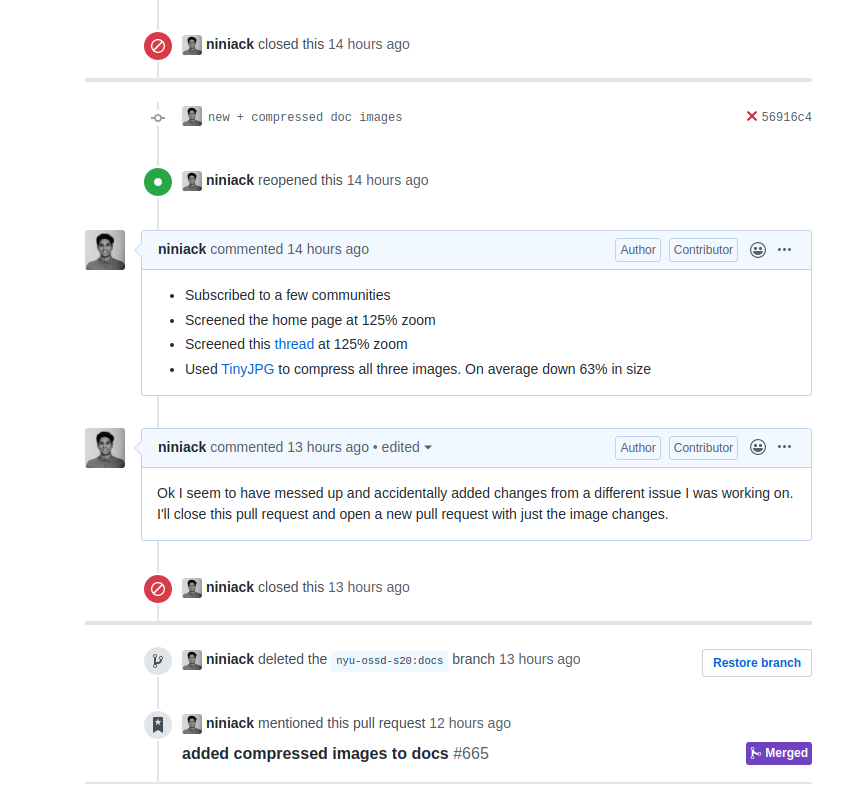 niniack closed this 14 hours ago
new + compressed doc images 56916c4
niniack reopened this 14 hours ago
niniack commented 14 hours ago Author Contributor
• Subscribed to a few communities
• Screened the home page at 125% zoom
• Screened this thread at 125% zoom
• Used TinyJPG to compress all three images. On average down 63% in size
niniack commented 13 hours ago • edited Author Contributor
Ok I seem to have messed up and accidentally added changes from a different issue I was working on.
I'll close this pull request and open a new pull request with just the image changes.
niniack closed this 13 hours ago
niniack deleted the nyu-ossd-s20:docs branch 13 hours ago Restore branch
niniack mentioned this pull request 12 hours ago
added compressed images to docs #665 Merged